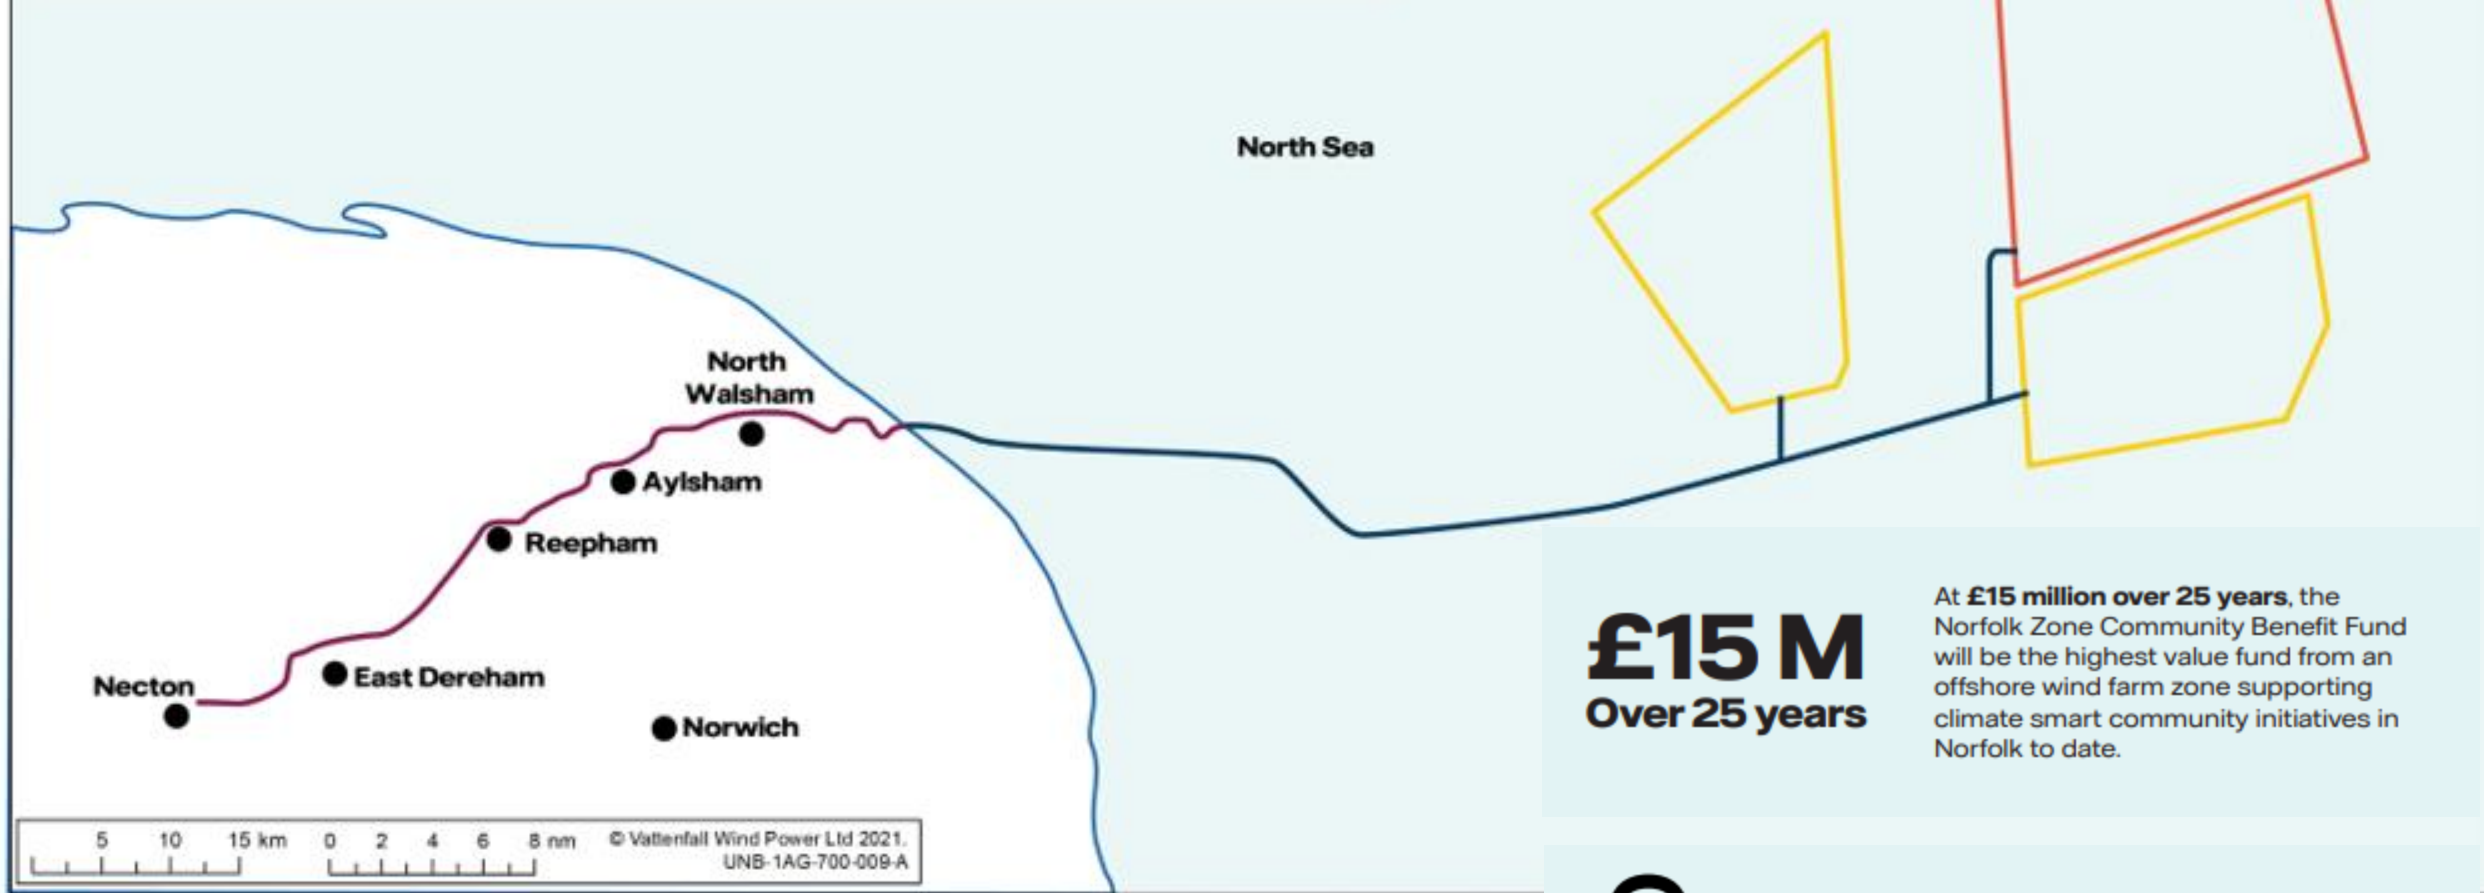 North Sea
North
Walsham
Aylsham
Reepham
East Dereham
Necton
Norwich
5 10 15 km 0 2 4 6 8 nm
© Vattenfall Wind Power Ltd 2021.
UNB-1AG-700-009-A
£15 M
Over 25 years
At £15 million over 25 years, the
Norfolk Zone Community Benefit Fund
will be the highest value fund from an
offshore wind farm zone supporting
climate smart community initiatives in
Norfolk to date.